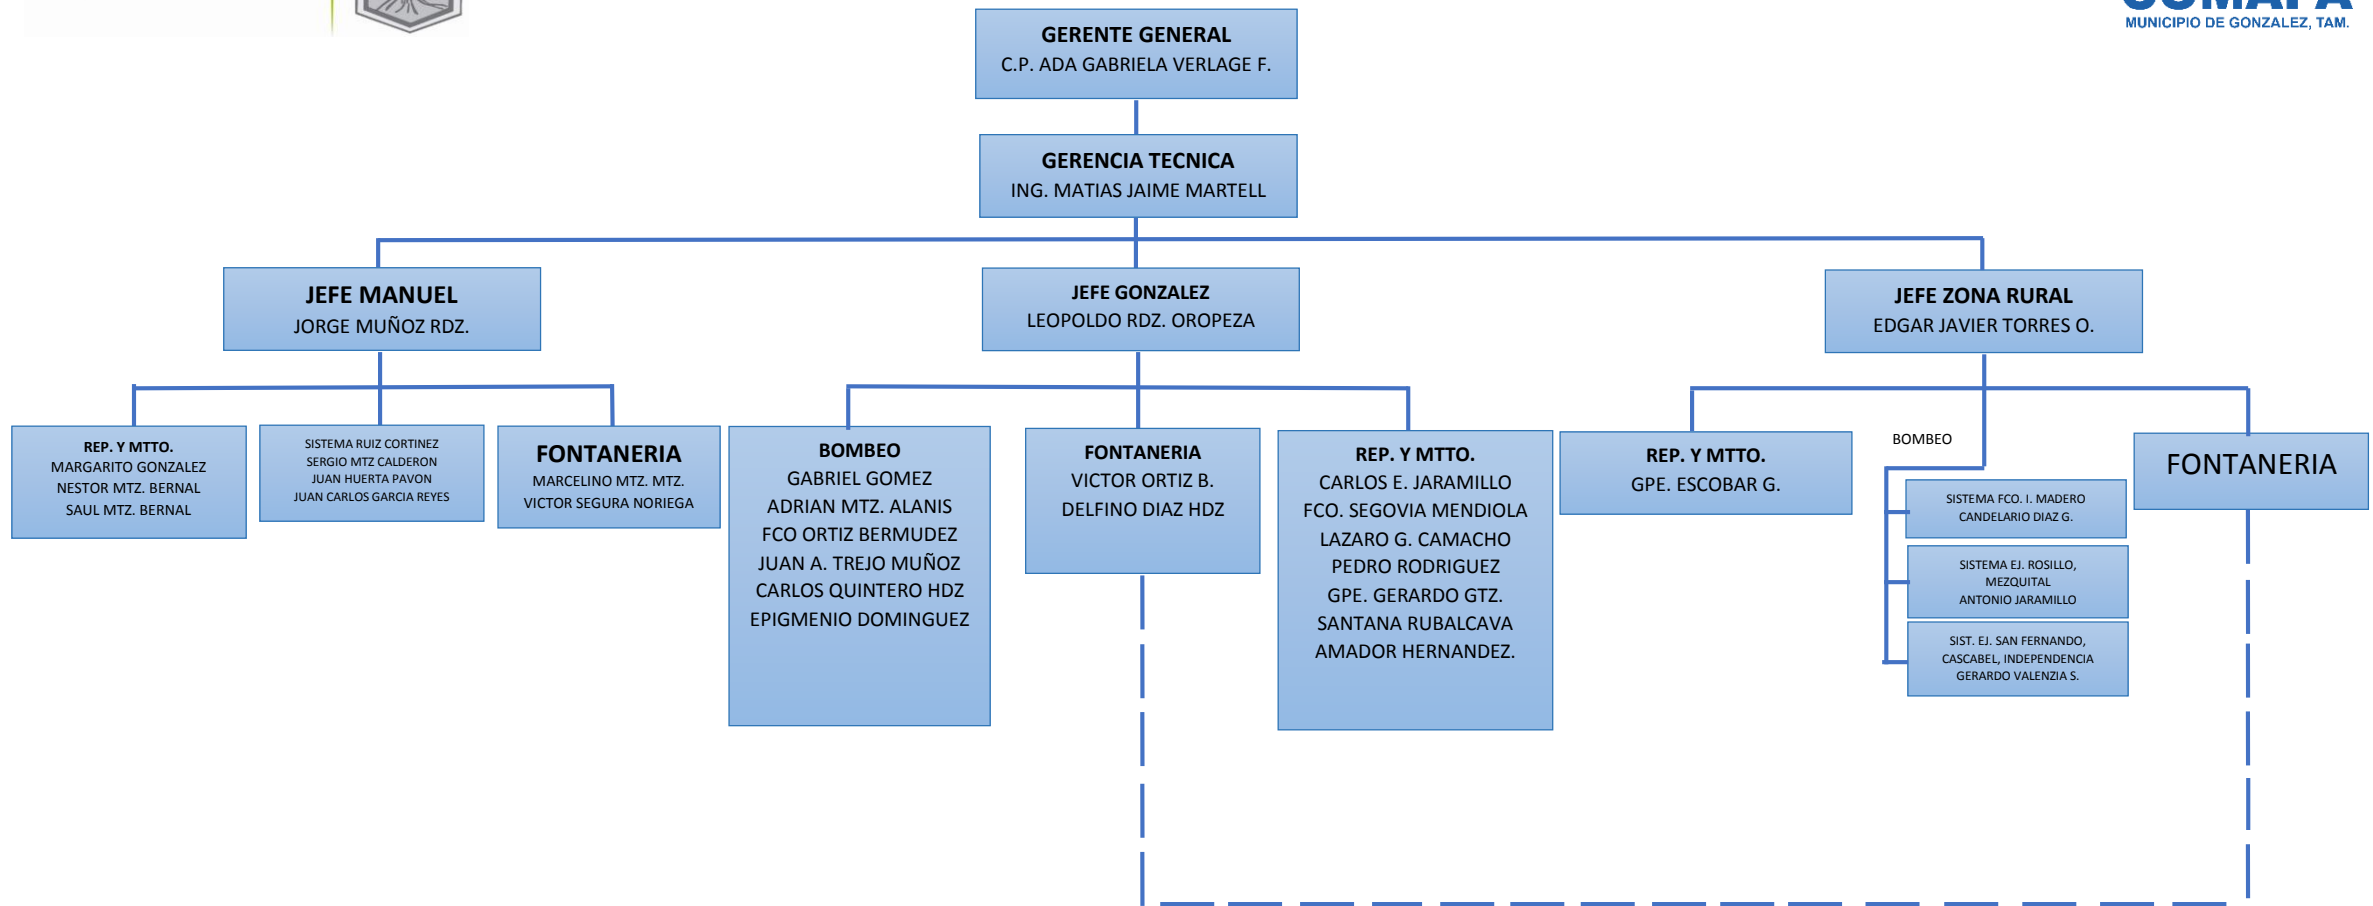 COMAPA
MUNICIPIO DE GONZALEZ, TAM.
GERENTE GENERAL
C.P. ADA GABRIELA VERLAGE F.
GERENCIA TECNICA
ING. MATIAS JAIME MARTELL
JEFE MANUEL
JORGE MUÑOZ RDZ.
JEFE GONZALEZ
LEOPOLDO RDZ. OROPEZA
JEFE ZONA RURAL
EDGAR JAVIER TORRES O.
REP. Y MTTO.
MARGARITO GONZALEZ
NESTOR MTZ. BERNAL
SAUL MTZ. BERNAL
SISTEMA RUIZ CORTINEZ
SERGIO MTZ CALDERON
JUAN HUERTA PAVON
JUAN CARLOS GARCIA REYES
FONTANERIA
MARCELINO MTZ. MTZ.
VICTOR SEGURA NORIEGA
BOMBEO
GABRIEL GOMEZ
ADRIAN MTZ. ALANIS
FCO ORTIZ BERMUDEZ
JUAN A. TREJO MUÑOZ
CARLOS QUINTERO HDZ
EPIGMENIO DOMINGUEZ
FONTANERIA
VICTOR ORTIZ B.
DELFINO DIAZ HDZ
REP. Y MTTO.
CARLOS E. JARAMILLO
FCO. SEGOVIA MENDIOLA
LAZARO G. CAMACHO
PEDRO RODRIGUEZ
GPE. GERARDO GTZ.
SANTANA RUBALCAVA
AMADOR HERNANDEZ.
REP. Y MTTO.
GPE. ESCOBAR G.
BOMBEO
SISTEMA FCO. I. MADERO
CANDELARIO DIAZ G.
SISTEMA EJ. ROSILLO,
MEZQUITAL
ANTONIO JARAMILLO
SIST. EJ. SAN FERNANDO,
CASCABEL, INDEPENDENCIA
GERARDO VALENZIA S.
FONTANERIA